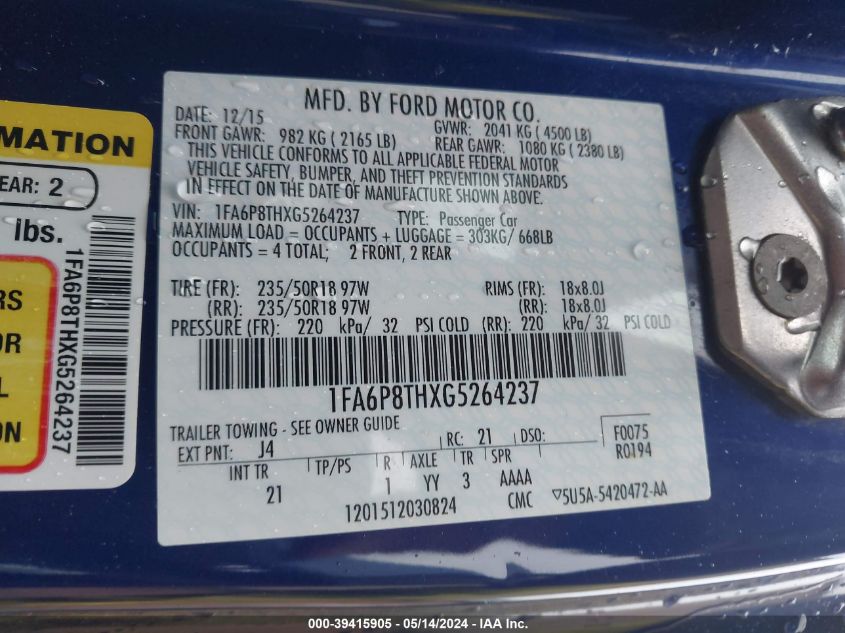 MATION
EAR: 2
lbs.
RS
OR
L
ON
1FA6P8THXG5264237
MFD. BY FORD MOTOR CO.
DATE: 12/15 GVWR: 2041 KG (4500 LB)
FRONT GAWR: 982 KG (2165 LB) REAR GAWR: 1080 KG (2380 LB)
THIS VEHICLE CONFORMS TO ALL APPLICABLE FEDERAL MOTOR
VEHICLE SAFETY, BUMPER, AND THEFT PREVENTION STANDARDS
IN EFFECT ON THE DATE OF MANUFACTURE SHOWN ABOVE.
VIN: 1FA6P8THXG5264237 TYPE: Passenger Car
MAXIMUM LOAD = OCCUPANTS + LUGGAGE = 303KG/ 668LB
OCCUPANTS = 4 TOTAL; 2 FRONT, 2 REAR
TIRE (FR): 235/50R18 97W RIMS (FR): 18x8.0J
(RR): 235/50R18 97W (RR): 18x8.0J
PRESSURE (FR): 220 kPa/ 32 PSI COLD (RR): 220 kPa/ 32 PSI COLD
1FA6P8THXG5264237
TRAILER TOWING - SEE OWNER GUIDE
EXT PNT: J4 RC: 21 DSO: F0075
R0194
INT TR TP/PS R AXLE TR SPR
21 1 YY 3 AAAA
1201512030824 CMC ▽5U5A-5420472-AA
000-39415905 - 05/14/2024 - IAA Inc.